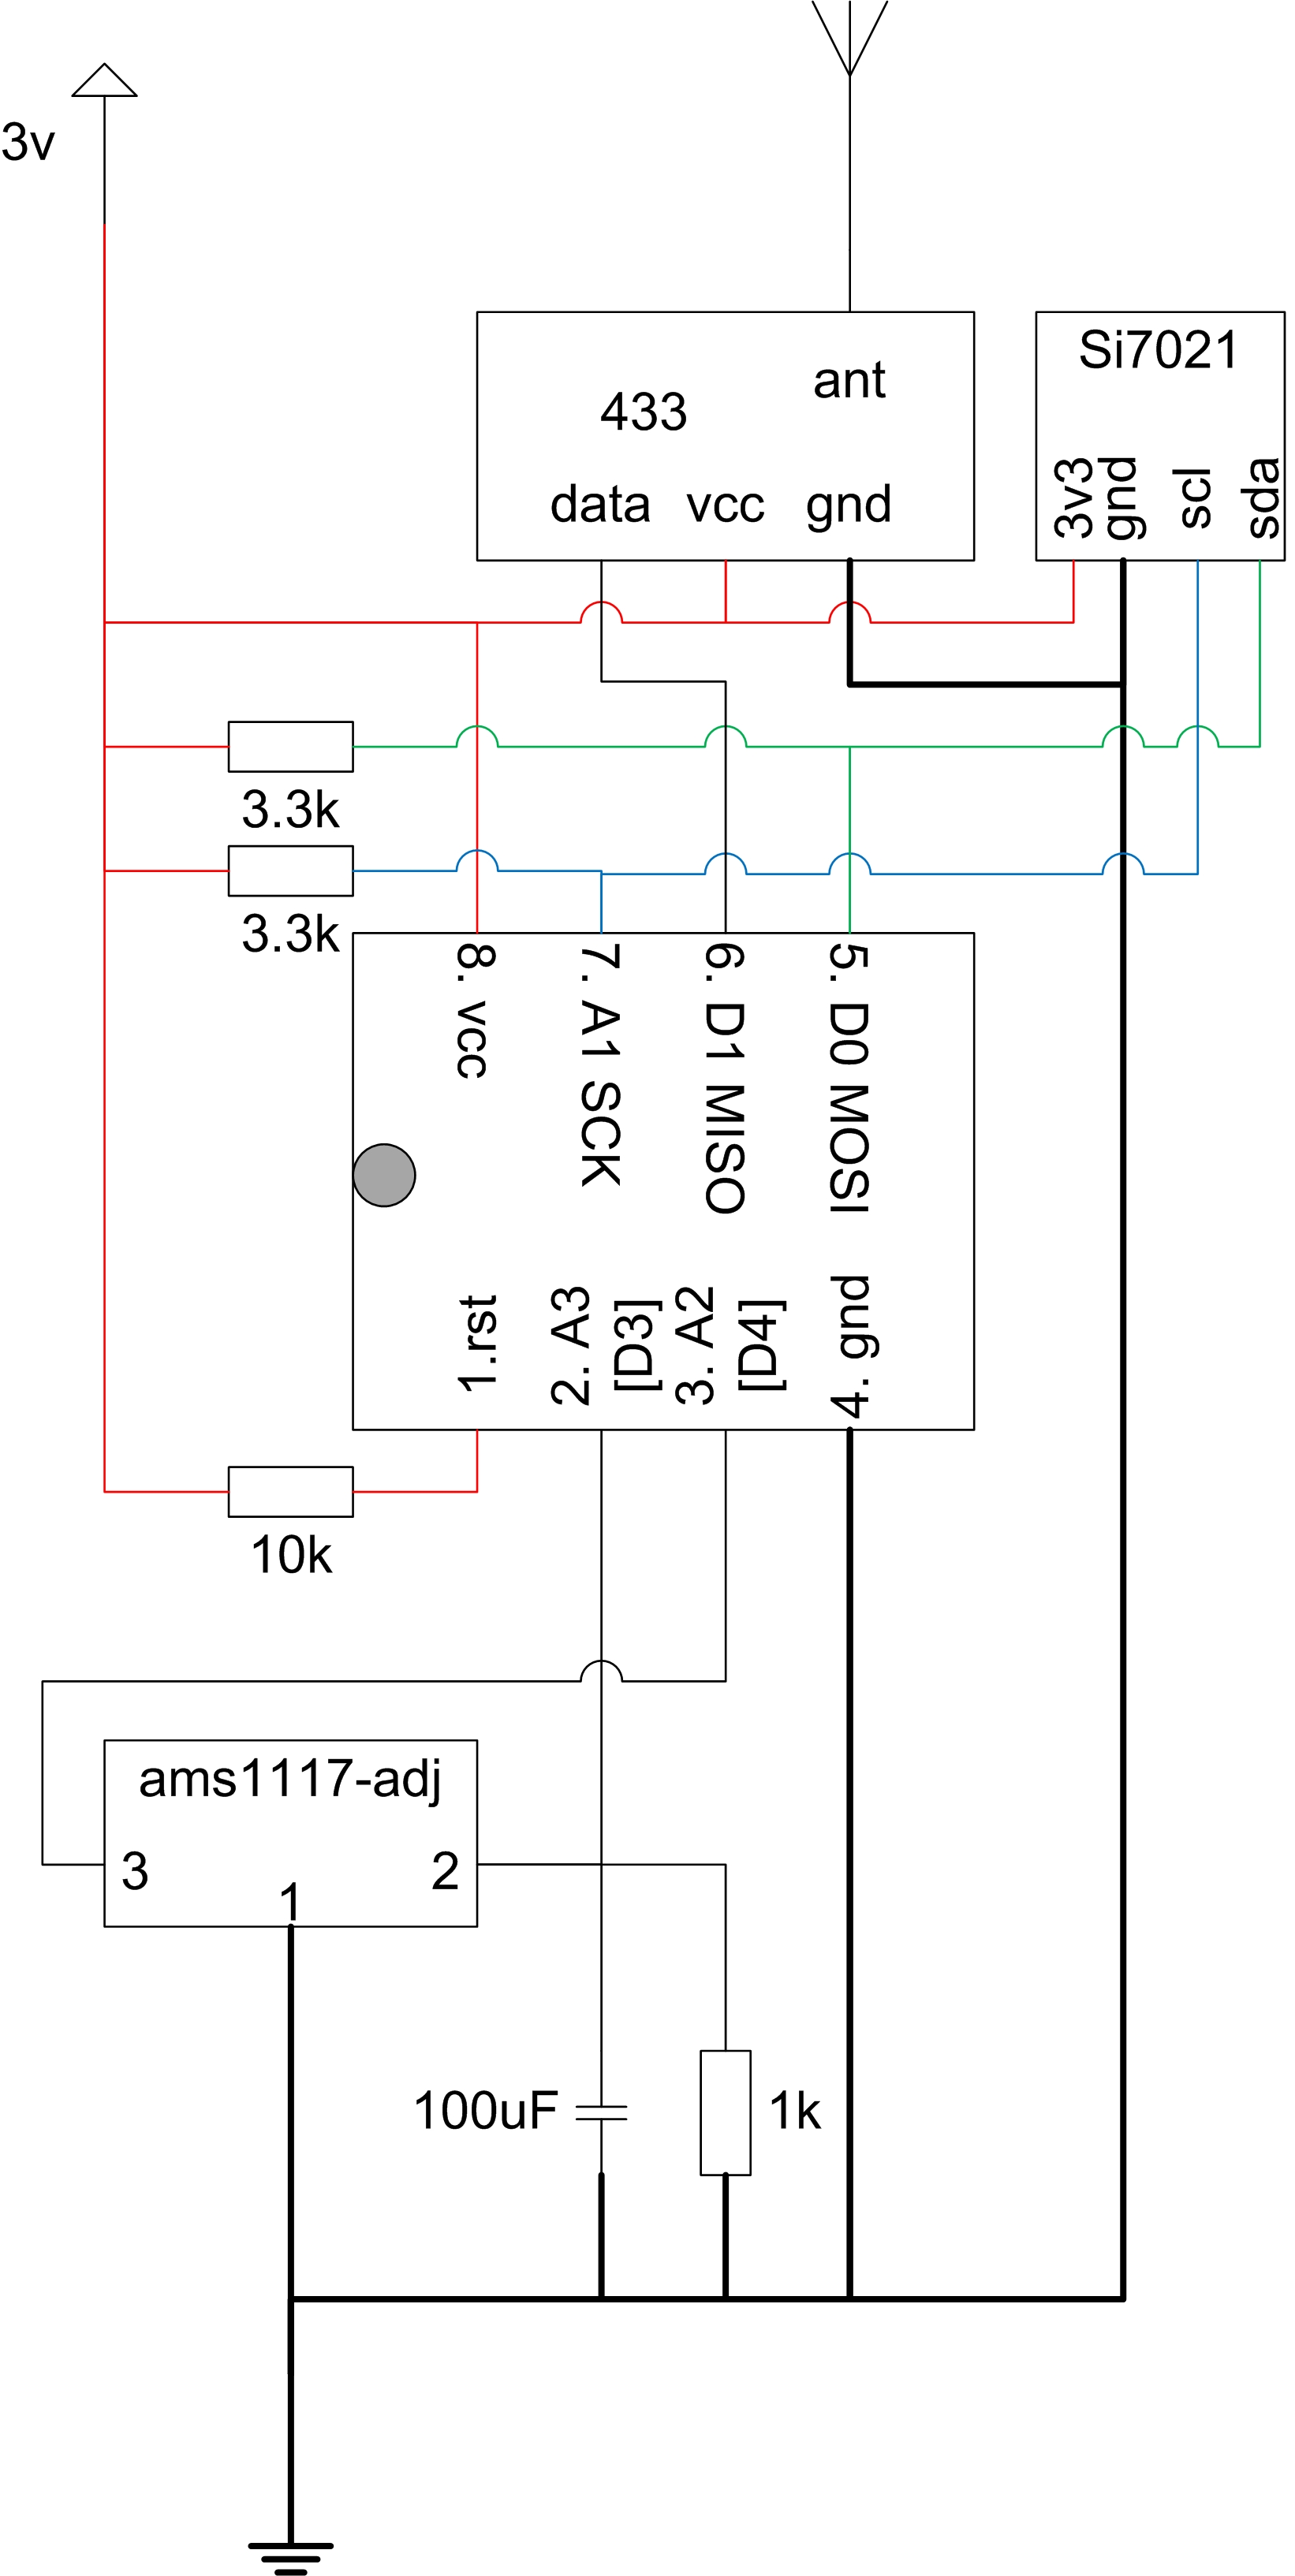 3v
Si7021
ant
433
data vcc gnd
3v3
gnd
scl
sda
3.3k
3.3k
8. vcc
7. A1 SCK
6. D1 MISO
5. D0 MOSI
1.rst
2. A3
[D3]
3. A2
[D4]
4. gnd
10k
ams1117-adj
3 1 2
100uF
1k